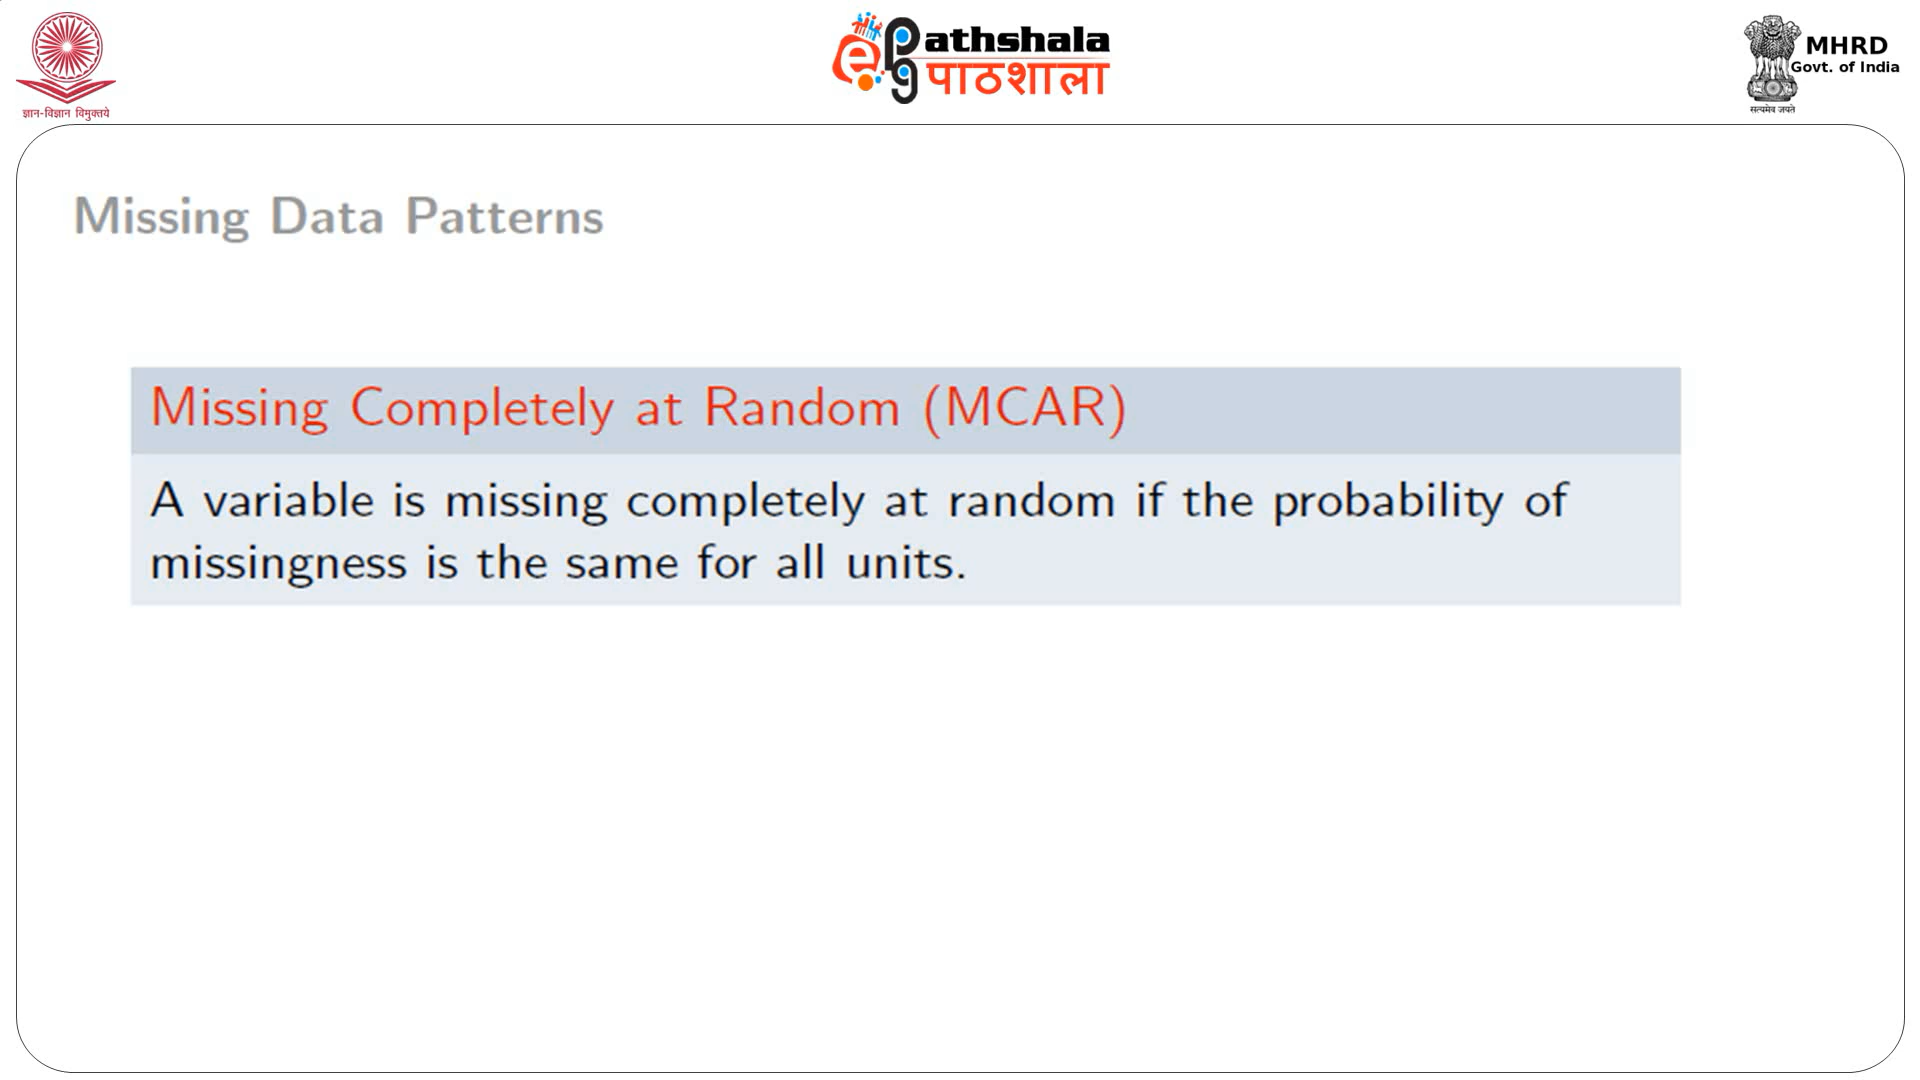 ज्ञान-विज्ञान विमुक्तये
e pg Pathshala
पाठशाला
MHRD
Govt. of India
सत्यमेव जयते
Missing Data Patterns
Missing Completely at Random (MCAR)
A variable is missing completely at random if the probability of
missingness is the same for all units.